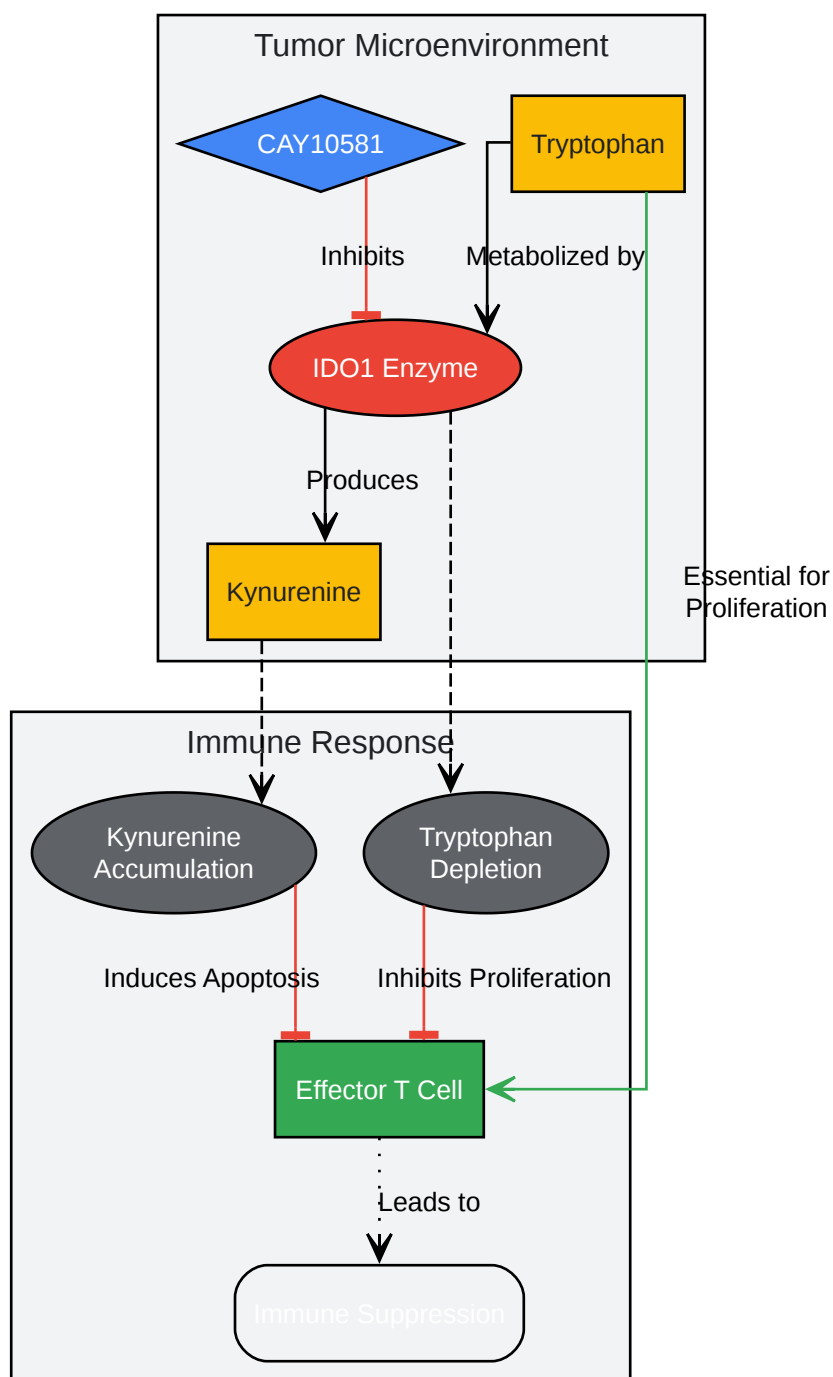 Tumor Microenvironment
CAY10581
Tryptophan
Inhibits
Metabolized by
IDO1 Enzyme
Produces
Kynurenine
Essential for
Proliferation
Immune Response
Kynurenine
Accumulation
Tryptophan
Depletion
Induces Apoptosis
Inhibits Proliferation
Effector T Cell
Leads to
Immune Suppression